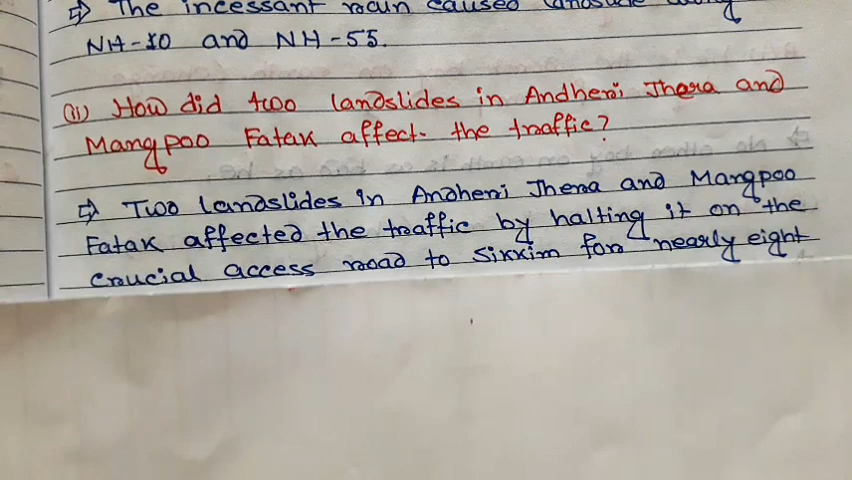 ⇒ The incessant rain caused landslide along
NH-10 and NH-55.
(ii) How did two landslides in Andheri Jhora and
Mangpoo Fatak affect the traffic?
⇒ Two landslides in Andheri Jhora and Mangpoo
Fatak affected the traffic by halting it on the
crucial access road to Sikkim for nearly eight